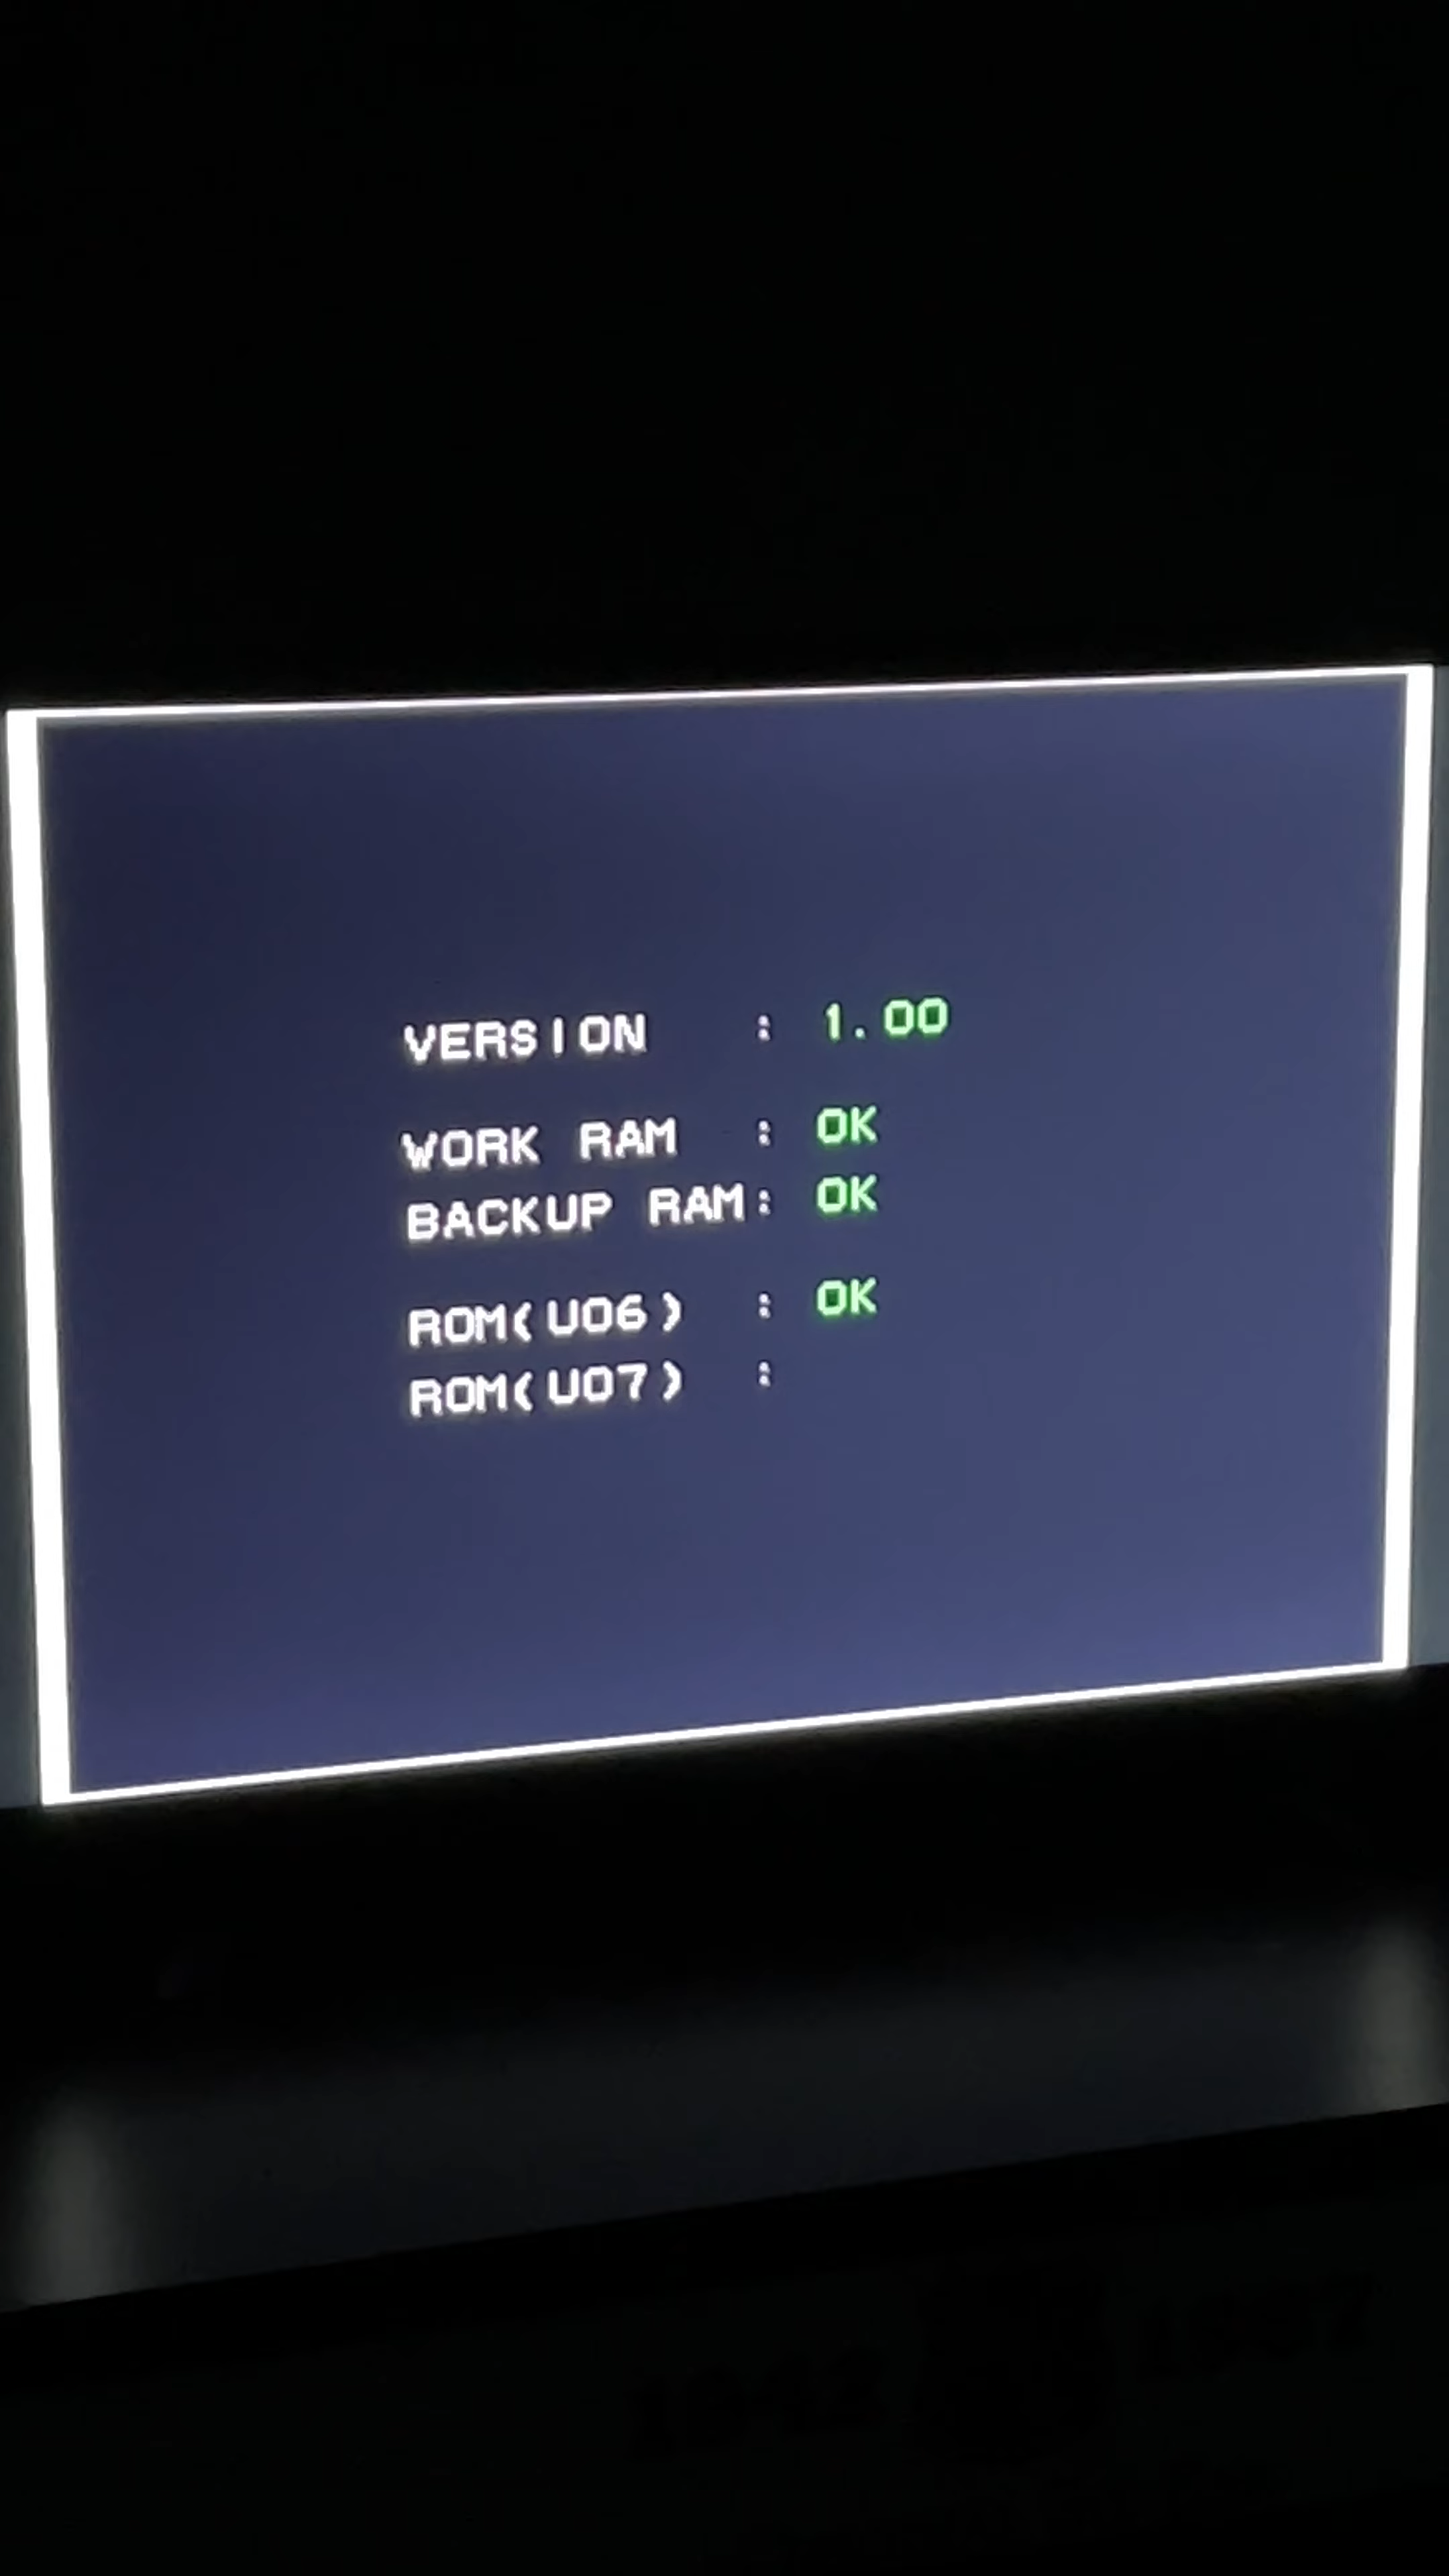 VERSION : 1.00
WORK RAM : OK
BACKUP RAM: OK
ROM(U06) : OK
ROM(U07) :